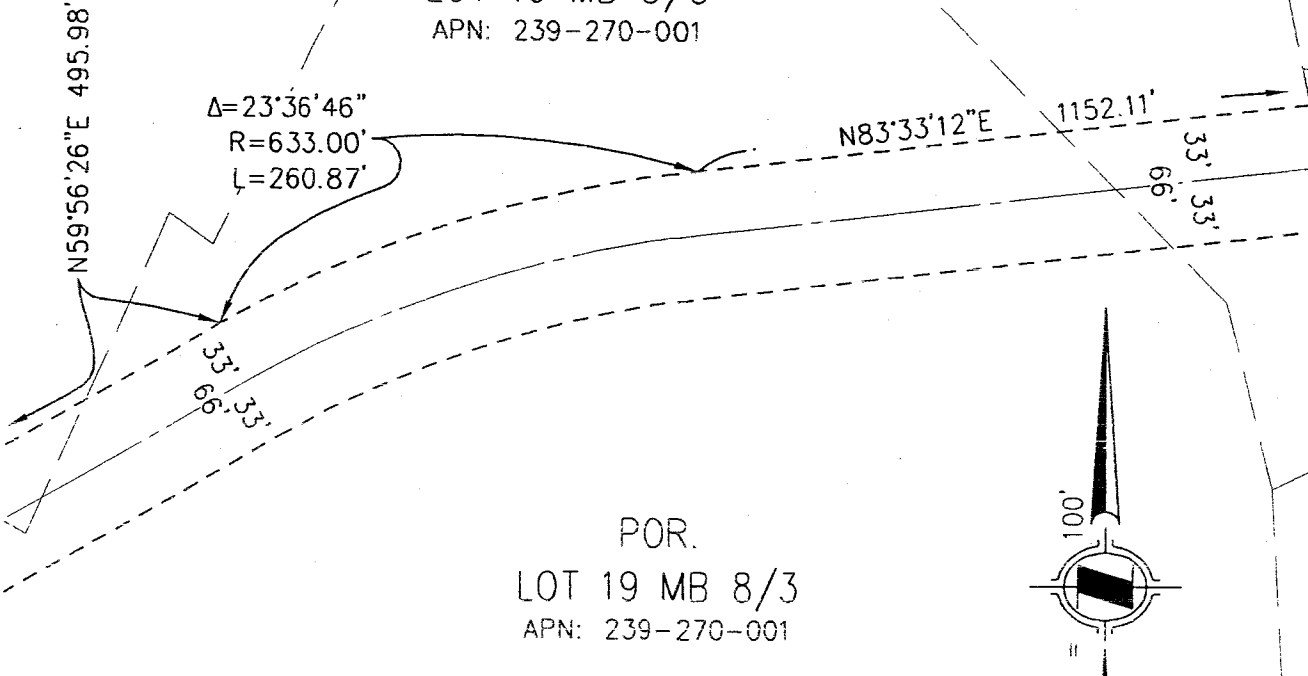 APN: 239-270-001
N59°56'26"E 495.98'
Δ=23°36'46"
R=633.00'
L=260.87'
N83°33'12"E 1152.11'
33'
66' 33'
33'
66' 33'
POR.
LOT 19 MB 8/3
APN: 239-270-001
100'
=